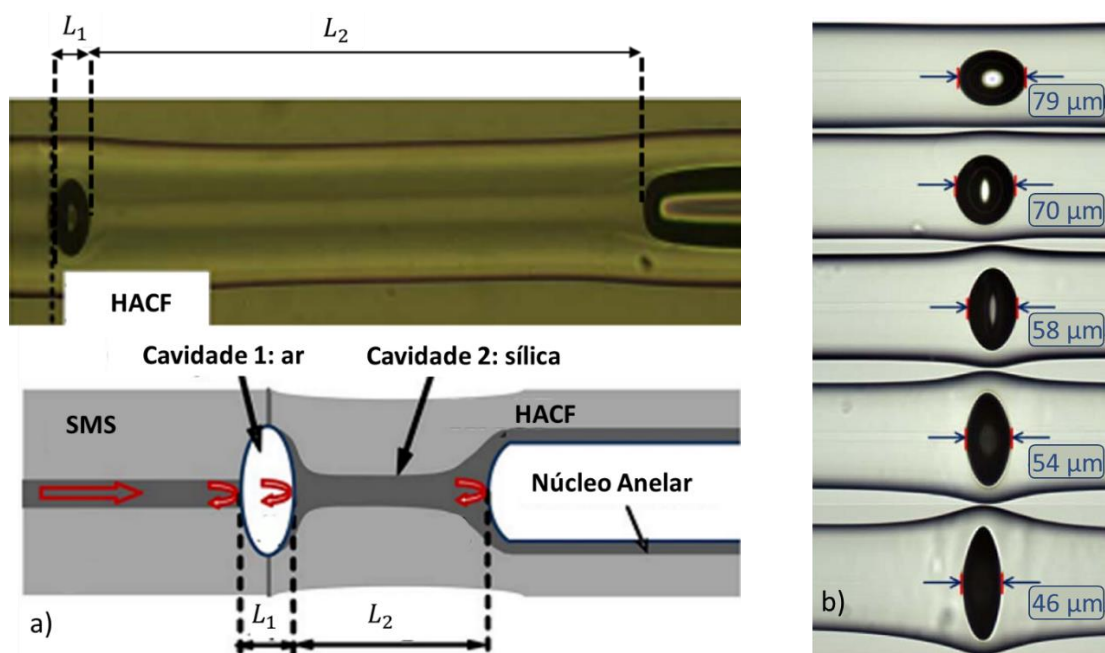 L₁
L₂
HACF
Cavidade 1: ar
Cavidade 2: sílica
SMS
HACF
Núcleo Anelar
L₁
L₂
a)
79 µm
70 µm
58 µm
54 µm
46 µm
b)